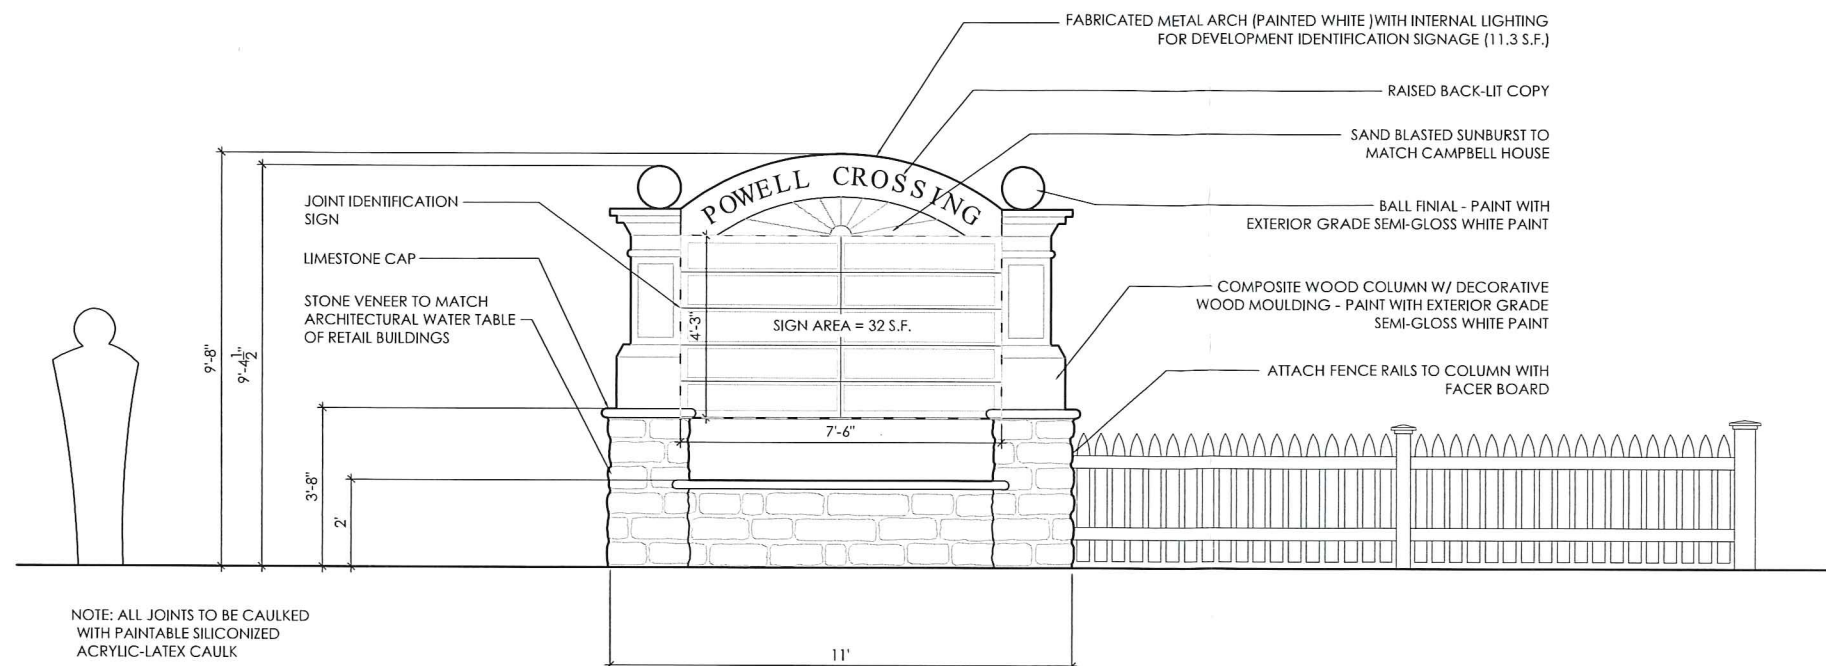 FABRICATED METAL ARCH (PAINTED WHITE )WITH INTERNAL LIGHTING
FOR DEVELOPMENT IDENTIFICATION SIGNAGE (11.3 S.F.)
RAISED BACK-LIT COPY
SAND BLASTED SUNBURST TO
MATCH CAMPBELL HOUSE
BALL FINIAL - PAINT WITH
EXTERIOR GRADE SEMI-GLOSS WHITE PAINT
COMPOSITE WOOD COLUMN W/ DECORATIVE
WOOD MOULDING - PAINT WITH EXTERIOR GRADE
SEMI-GLOSS WHITE PAINT
ATTACH FENCE RAILS TO COLUMN WITH
FACER BOARD
JOINT IDENTIFICATION
SIGN
LIMESTONE CAP
STONE VENEER TO MATCH
ARCHITECTURAL WATER TABLE
OF RETAIL BUILDINGS
POWELL CROSSING
SIGN AREA = 32 S.F.
4'-3"
7'-6"
9'-8"
9'-4 1/2"
3'-8"
2'
11'
NOTE: ALL JOINTS TO BE CAULKED
WITH PAINTABLE SILICONIZED
ACRYLIC-LATEX CAULK